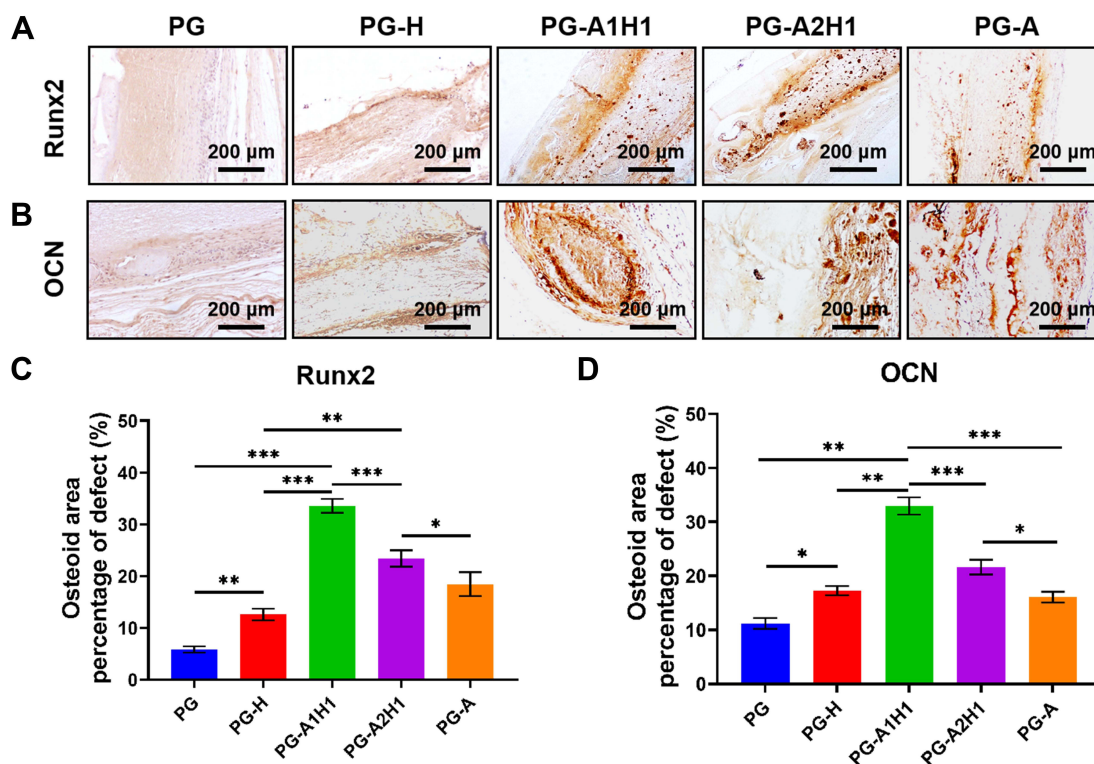 A
PG PG-H PG-A1H1 PG-A2H1 PG-A
Runx2
200 µm 200 µm 200 µm 200 µm 200 µm
B
OCN
200 µm 200 µm 200 µm 200 µm 200 µm
C
Runx2
Osteoid area
percentage of defect (%)
50
40
30
20
10
0
**
***
***
***
**
*
PG PG-H PG-A1H1 PG-A2H1 PG-A
D
OCN
Osteoid area
percentage of defect (%)
50
40
30
20
10
0
**
***
**
***
*
*
PG PG-H PG-A1H1 PG-A2H1 PG-A